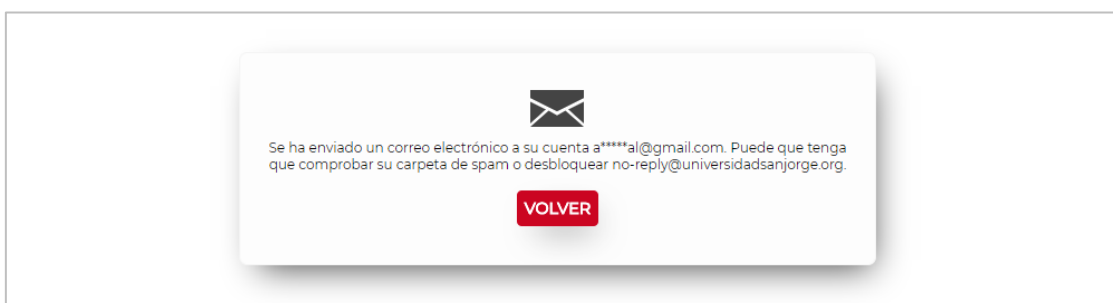 Se ha enviado un correo electrónico a su cuenta a*****al@gmail.com. Puede que tenga
que comprobar su carpeta de spam o desbloquear no-reply@universidadsanjorge.org.
VOLVER